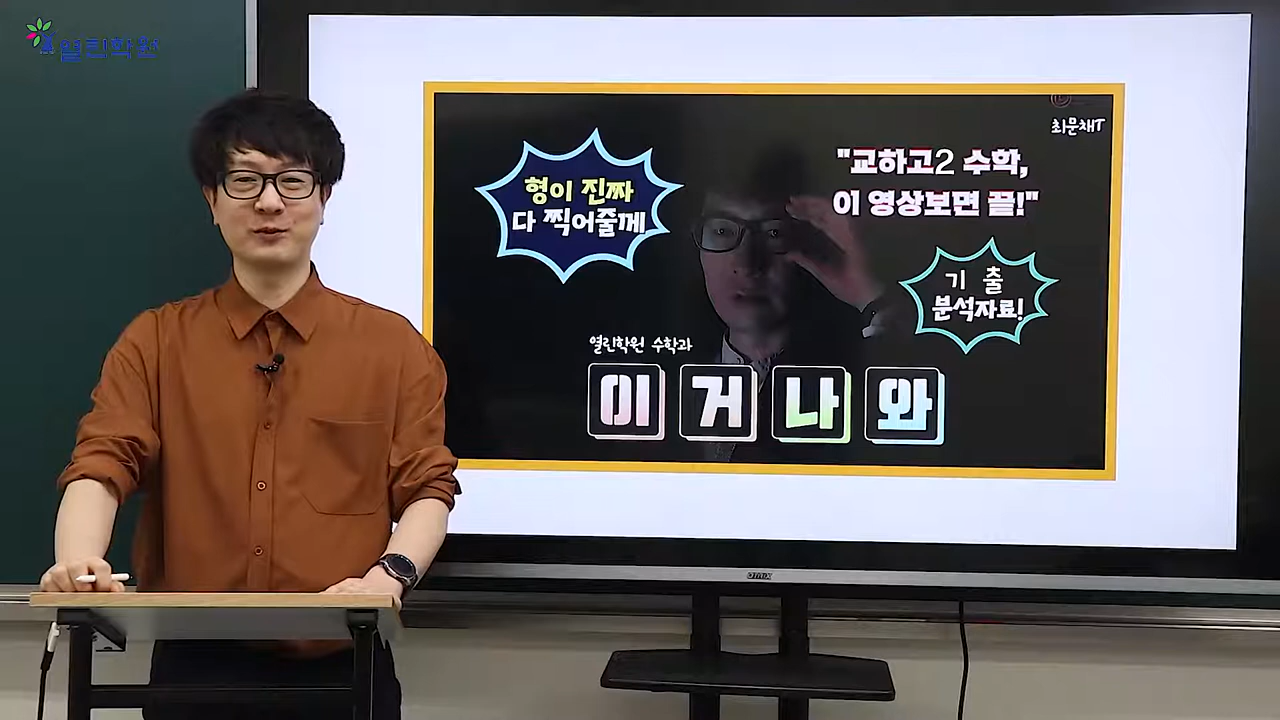 열린학원
최문채T
형이 진짜
다 찍어줄께
"교하고2 수학,
이 영상보면 끝!"
기 출
분석자료!
열린학원 수학과
이거나와
QMIX